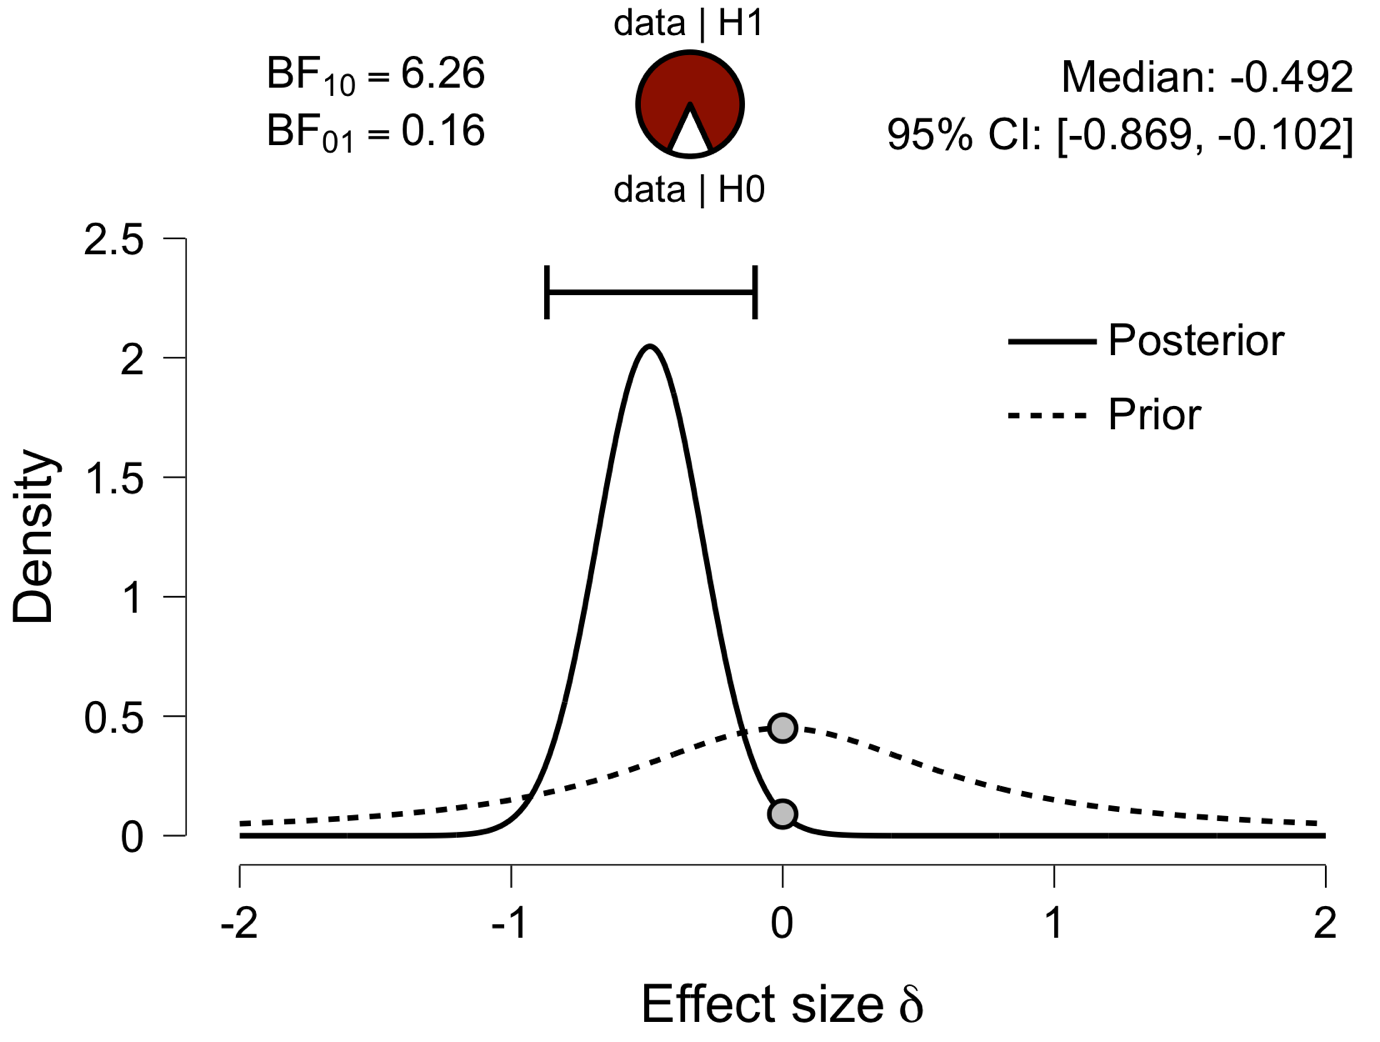 data | H1
BF10 = 6.26
BF01 = 0.16
Median: -0.492
95% CI: [-0.869, -0.102]
data | H0
2.5
2
1.5
1
0.5
0
Density
Posterior
Prior
-2
-1
0
1
2
Effect size δ